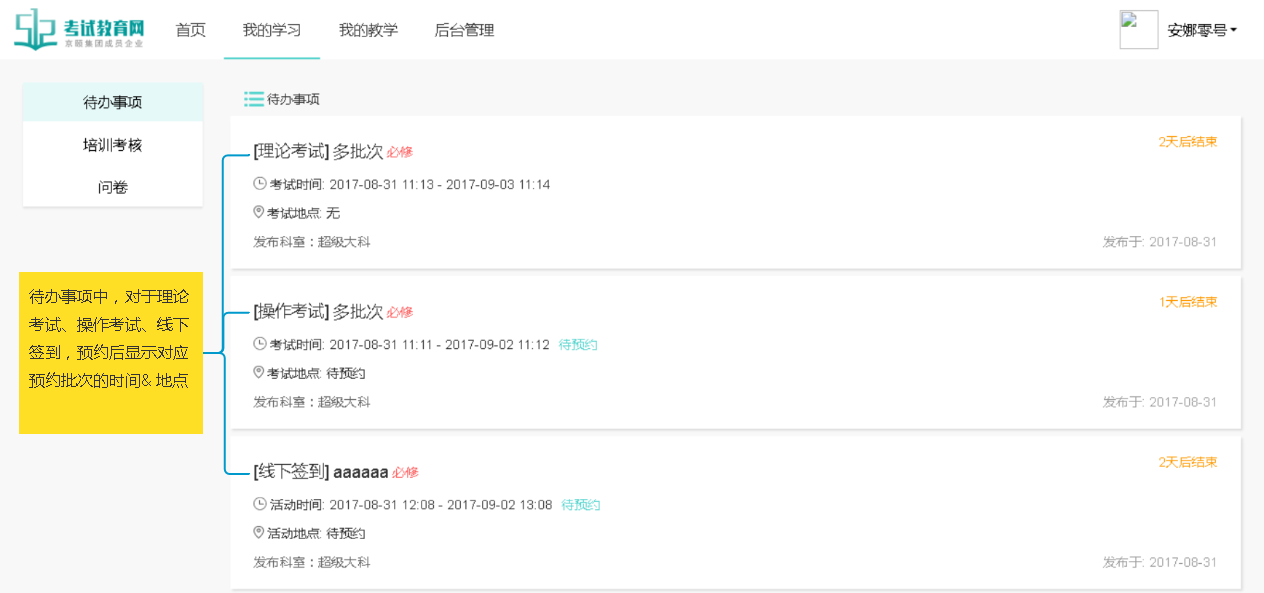 考试教育网
京颐集团成员企业
首页 我的学习 我的教学 后台管理 安娜零号
待办事项
培训考核
问卷
待办事项中，对于理论
考试、操作考试、线下
签到，预约后显示对应
预约批次的时间& 地点
待办事项
[理论考试] 多批次 必修 2天后结束
考试时间: 2017-08-31 11:13 - 2017-09-03 11:14
考试地点: 无
发布科室：超级大科 发布于: 2017-08-31
[操作考试] 多批次 必修 1天后结束
考试时间: 2017-08-31 11:11 - 2017-09-02 11:12 待预约
考试地点: 待预约
发布科室：超级大科 发布于: 2017-08-31
[线下签到] aaaaaa 必修 2天后结束
活动时间: 2017-08-31 12:08 - 2017-09-02 13:08 待预约
活动地点: 待预约
发布科室：超级大科 发布于: 2017-08-31